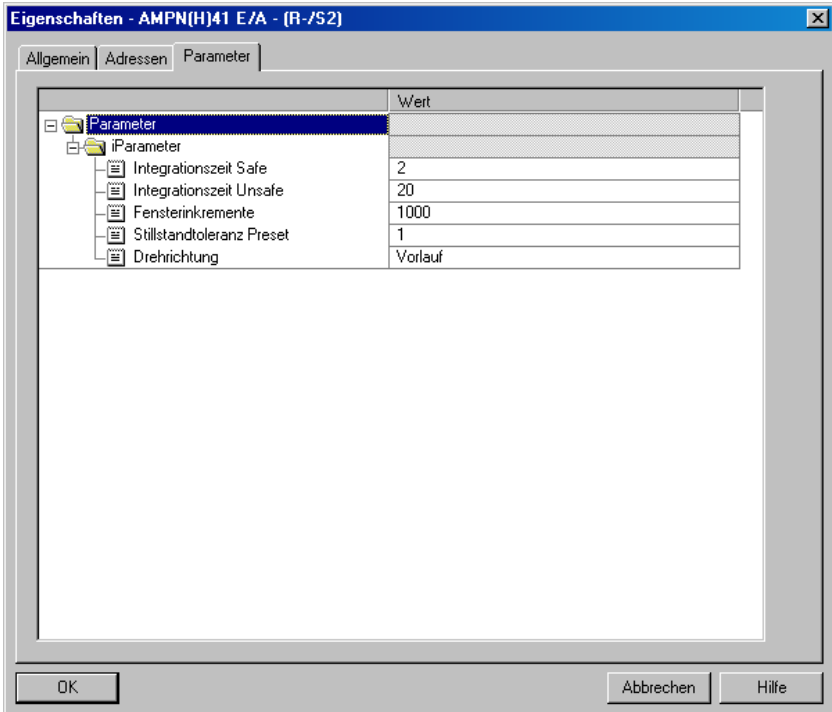 Eigenschaften - AMPN(H)41 E/A - (R-/S2)
Allgemein Adressen Parameter
Wert
Parameter
iParameter
Integrationszeit Safe 2
Integrationszeit Unsafe 20
Fensterinkremente 1000
Stillstandtoleranz Preset 1
Drehrichtung Vorlauf
OK Abbrechen Hilfe